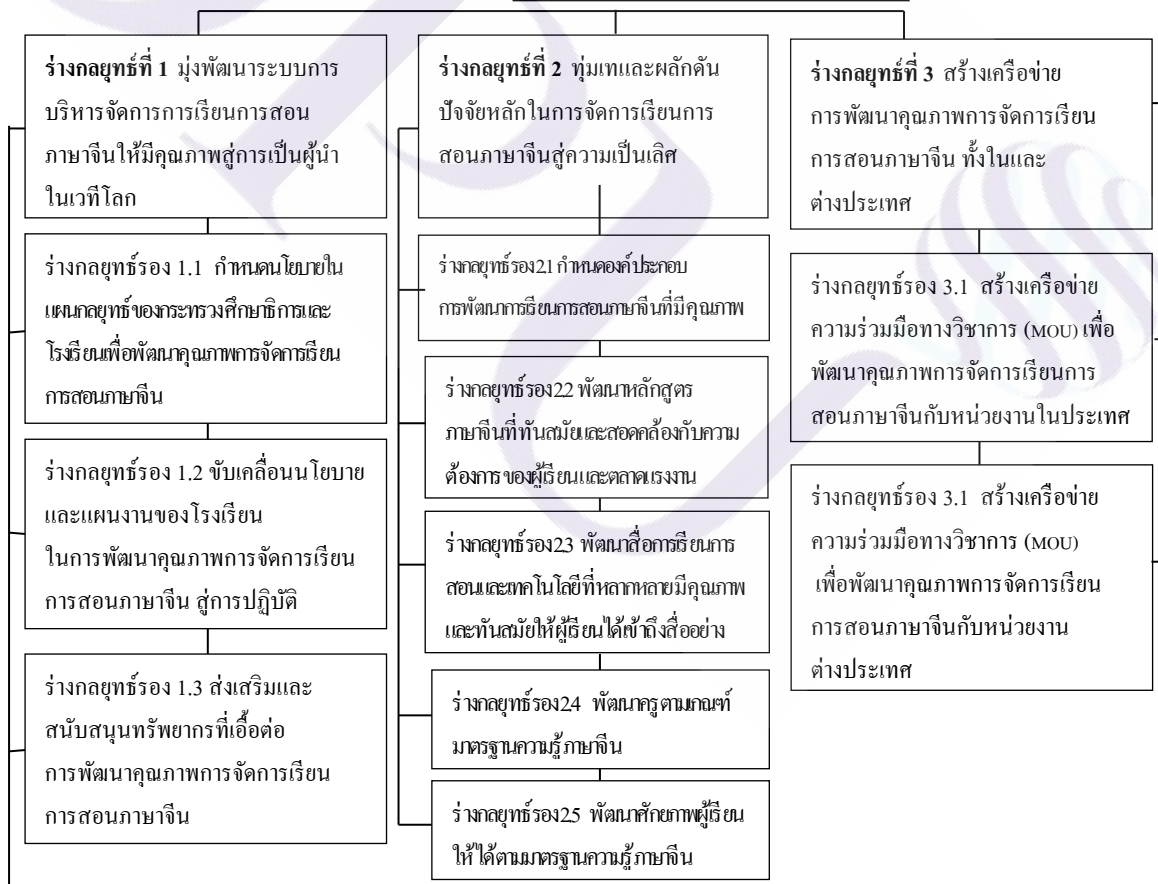 ร่างกลยุทธ์ที่ 1 มุ่งพัฒนาระบบการ
บริหารจัดการการเรียนการสอน
ภาษาจีนให้มีคุณภาพสู่การเป็นผู้นำ
ในเวทีโลก
ร่างกลยุทธ์รอง 1.1 กำหนดนโยบายใน
แผนกลยุทธ์ของกระทรวงศึกษาธิการและ
โรงเรียนเพื่อพัฒนาคุณภาพการจัดการเรียน
การสอนภาษาจีน
ร่างกลยุทธ์รอง 1.2 ขับเคลื่อนนโยบาย
และแผนงานของโรงเรียน
ในการพัฒนาคุณภาพการจัดการเรียน
การสอนภาษาจีน สู่การปฏิบัติ
ร่างกลยุทธ์รอง 1.3 ส่งเสริมและ
สนับสนุนทรัพยากรที่เอื้อต่อ
การพัฒนาคุณภาพการจัดการเรียน
การสอนภาษาจีน
ร่างกลยุทธ์ที่ 2 ทุ่มเทและผลักดัน
ปัจจัยหลักในการจัดการเรียนการ
สอนภาษาจีนสู่ความเป็นเลิศ
ร่างกลยุทธ์รอง2.1 กำหนดองค์ประกอบ
การพัฒนาการเรียนการสอนภาษาจีนที่มีคุณภาพ
ร่างกลยุทธ์รอง2.2 พัฒนาหลักสูตร
ภาษาจีนที่ทันสมัยและสอดคล้องกับความ
ต้องการ ของผู้เรียนและตลาดแรงงาน
ร่างกลยุทธ์รอง2.3 พัฒนาสื่อการเรียนการ
สอนและเทคโนโลยีที่หลากหลายมีคุณภาพ
และทันสมัยให้ผู้เรียนได้เข้าถึงสื่ออย่าง
ร่างกลยุทธ์รอง2.4 พัฒนาครูตามเกณฑ์
มาตรฐานความรู้ภาษาจีน
ร่างกลยุทธ์รอง2.5 พัฒนาศักยภาพผู้เรียน
ให้ได้ตามมาตรฐานความรู้ภาษาจีน
ร่างกลยุทธ์ที่ 3 สร้างเครือข่าย
การพัฒนาคุณภาพการจัดการเรียน
การสอนภาษาจีน ทั้งในและ
ต่างประเทศ
ร่างกลยุทธ์รอง 3.1 สร้างเครือข่าย
ความร่วมมือทางวิชาการ (MOU) เพื่อ
พัฒนาคุณภาพการจัดการเรียนการ
สอนภาษาจีนกับหน่วยงานในประเทศ
ร่างกลยุทธ์รอง 3.1 สร้างเครือข่าย
ความร่วมมือทางวิชาการ (MOU)
เพื่อพัฒนาคุณภาพการจัดการเรียน
การสอนภาษาจีนกับหน่วยงาน
ต่างประเทศ